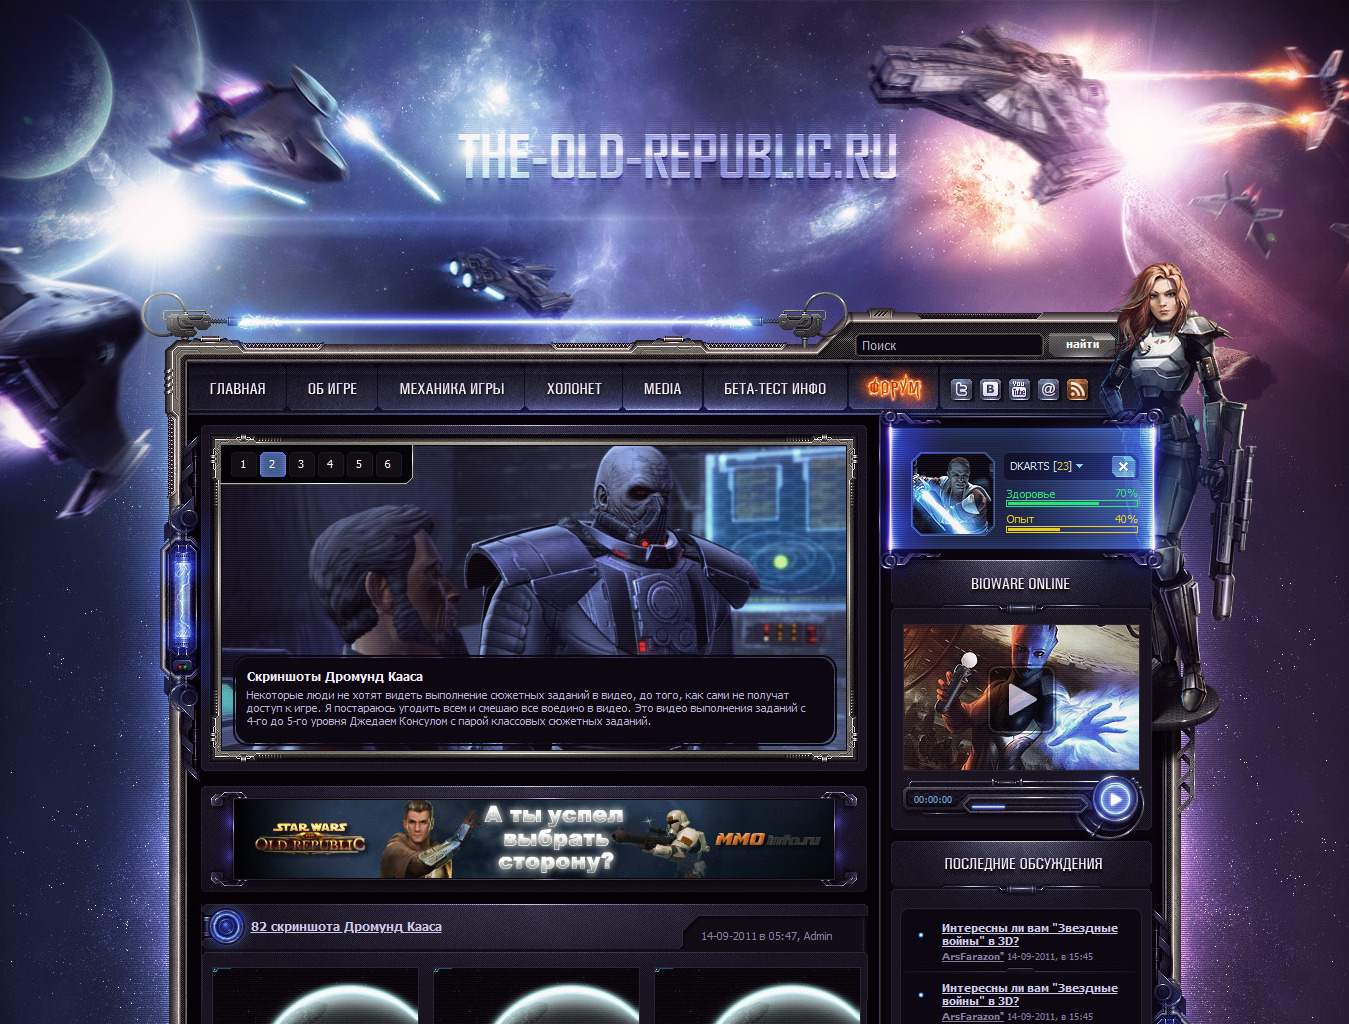 THE-OLD-REPUBLIC.RU
Поиск
найти
ГЛАВНАЯ
ОБ ИГРЕ
МЕХАНИКА ИГРЫ
ХОЛОНЕТ
MEDIA
БЕТА-ТЕСТ ИНФО
ФОРУМ
You
Tube
1 2 3 4 5 6
DKARTS [23]
Здоровье 70%
Опыт 40%
Скриншоты Дромунд Кааса
Некоторые люди не хотят видеть выполнение сюжетных заданий в видео, до того, как сами не получат
доступ к игре. Я постараюсь угодить всем и смешаю все воедино в видео. Это видео выполнения заданий с
4-го до 5-го уровня Джедаем Консулом с парой классовых сюжетных заданий.
BIOWARE ONLINE
00:00:00
STAR WARS
THE
OLD REPUBLIC
А ты успел
выбрать
сторону?
MMOinfo.ru
82 скриншота Дромунд Кааса
14-09-2011 в 05:47, Admin
ПОСЛЕДНИЕ ОБСУЖДЕНИЯ
Интересны ли вам "Звездные
войны" в 3D?
ArsFarazon" 14-09-2011, в 15:45
Интересны ли вам "Звездные
войны" в 3D?
ArsFarazon" 14-09-2011, в 15:45